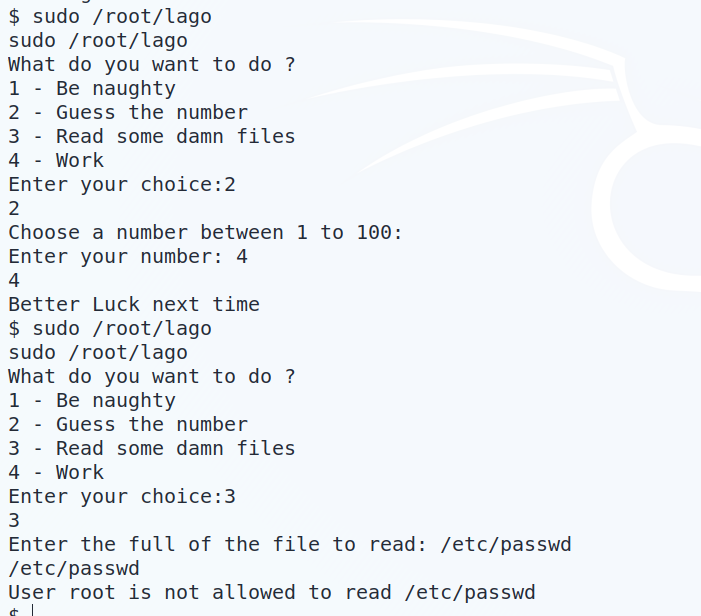 $ sudo /root/lago
sudo /root/lago
What do you want to do ?
1 - Be naughty
2 - Guess the number
3 - Read some damn files
4 - Work
Enter your choice:2
2
Choose a number between 1 to 100:
Enter your number: 4
4
Better Luck next time
$ sudo /root/lago
sudo /root/lago
What do you want to do ?
1 - Be naughty
2 - Guess the number
3 - Read some damn files
4 - Work
Enter your choice:3
3
Enter the full of the file to read: /etc/passwd
/etc/passwd
User root is not allowed to read /etc/passwd
$